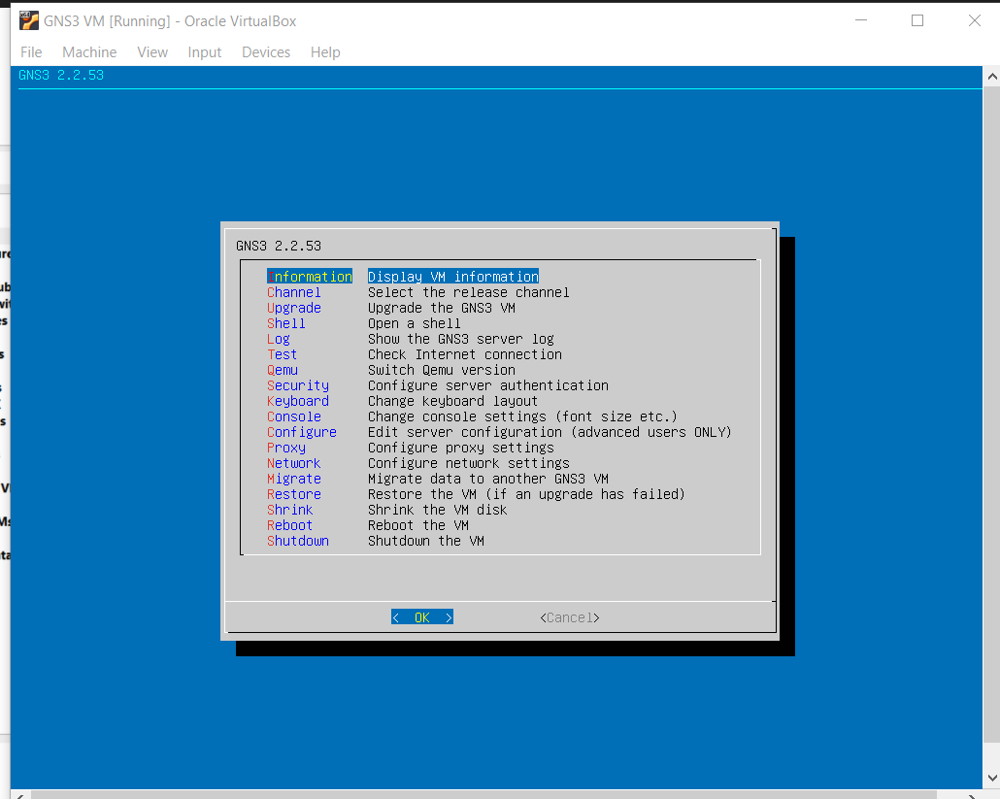 GNS3 VM [Running] - Oracle VirtualBox
File Machine View Input Devices Help
GNS3 2.2.53
GNS3 2.2.53
Information Display VM information
Channel Select the release channel
Upgrade Upgrade the GNS3 VM
Shell Open a shell
Log Show the GNS3 server log
Test Check Internet connection
Qemu Switch Qemu version
Security Configure server authentication
Keyboard Change keyboard layout
Console Change console settings (font size etc.)
Configure Edit server configuration (advanced users ONLY)
Proxy Configure proxy settings
Network Configure network settings
Migrate Migrate data to another GNS3 VM
Restore Restore the VM (if an upgrade has failed)
Shrink Shrink the VM disk
Reboot Reboot the VM
Shutdown Shutdown the VM
< OK > <Cancel>